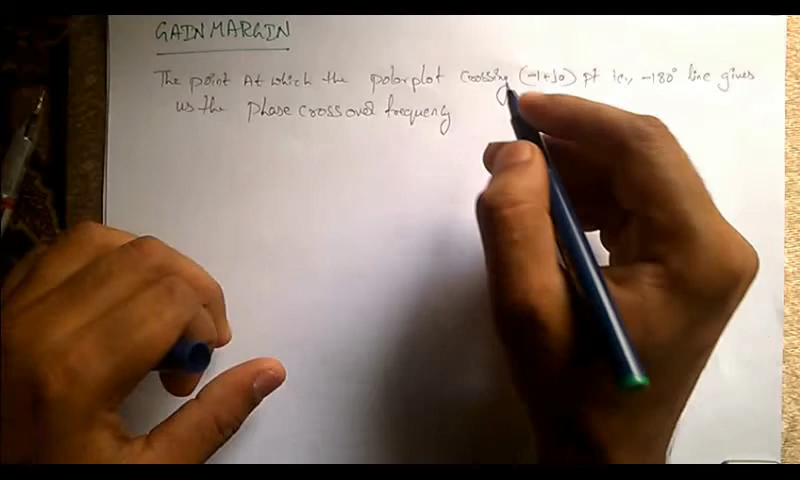 GAIN MARGIN
The point At which the polarplot Crossing (-1+j0) pt ie., -180° line gives
us the phase crossover frequency